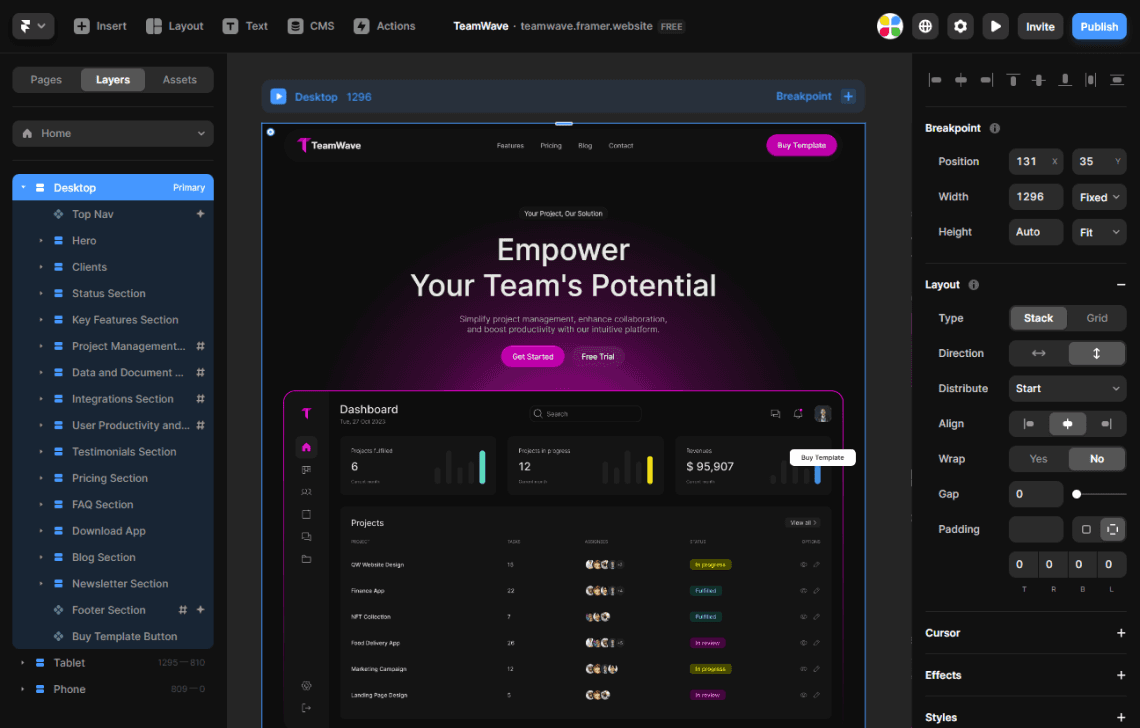 Insert Layout Text CMS Actions TeamWave · teamwave.framer.website FREE Invite Publish
Pages Layers Assets
Home
Desktop Primary
Top Nav
Hero
Clients
Status Section
Key Features Section
Project Management...
Data and Document ...
Integrations Section
User Productivity and...
Testimonials Section
Pricing Section
FAQ Section
Download App
Blog Section
Newsletter Section
Footer Section
Buy Template Button
Tablet 1295 — 810
Phone 809 — 0
Desktop 1296 Breakpoint
TeamWave Features Pricing Blog Contact Buy Template
Your Project, Our Solution
Empower
Your Team's Potential
Simplify project management, enhance collaboration,
and boost productivity with our intuitive platform.
Get Started Free Trial
Dashboard
Tue, 27 Oct 2023
Search
Projects fulfilled
6
Current month
Projects in progress
12
Current month
Revenues
$ 95,907
Current month
Buy Template
Projects View all
PROJECT TASKS ASSIGNEES STATUS OPTIONS
GW Website Design 15 In progress
Finance App 22 +4 Fulfilled
NFT Collection 7 Fulfilled
Food Delivery App 26 In review
Marketing Campaign 12 In progress
Landing Page Design 5 In review
Breakpoint
Position 131 X 35 Y
Width 1296 Fixed
Height Auto Fit
Layout
Type Stack Grid
Direction
Distribute Start
Align
Wrap Yes No
Gap 0
Padding
0 0 0 0
T R B L
Cursor
Effects
Styles